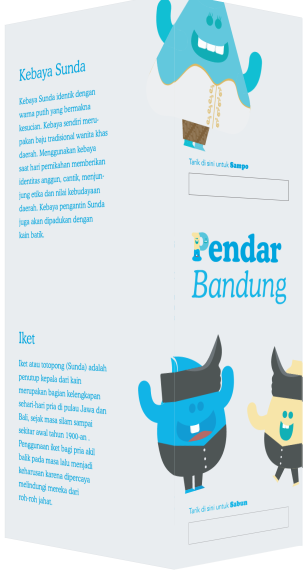 Kebaya Sunda
Kebaya Sunda identik dengan
warna putih yang bermakna
kesucian. Kebaya sendiri meru-
pakan baju tradisional wanita khas
daerah. Menggunakan kebaya
saat hari pernikahan memberikan
identitas anggun, cantik, menjun-
jung etika dan nilai kebudayaan
daerah. Kebaya pengantin Sunda
juga akan dipadukan dengan
kain batik.
Iket
Iket atau totopong (Sunda) adalah
penutup kepala dari kain
merupakan bagian kelengkapan
sehari-hari pria di pulau Jawa dan
Bali, sejak masa silam sampai
sekitar awal tahun 1900-an .
Penggunaan iket bagi pria akil
balik pada masa lalu menjadi
keharusan karena dipercaya
melindungi mereka dari
roh-roh jahat.
Tarik di sini untuk Sampo
Pendar
Bandung
Tarik di sini untuk Sabun